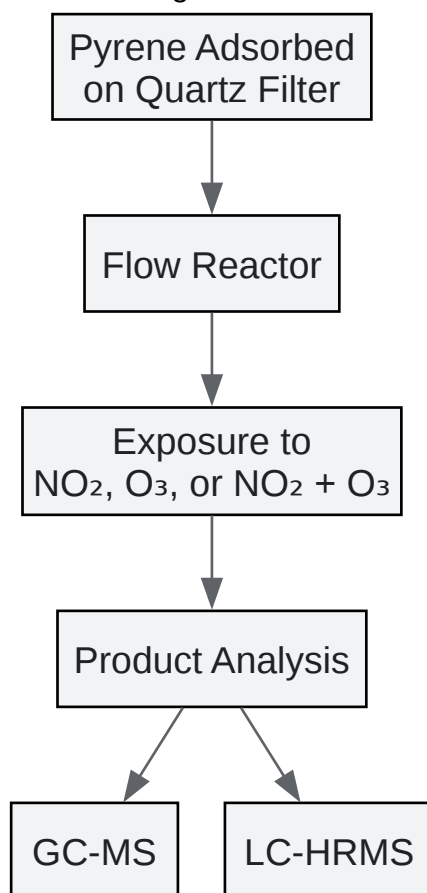 Pyrene Adsorbed
on Quartz Filter
Flow Reactor
Exposure to
NO₂, O₃, or NO₂ + O₃
Product Analysis
GC-MS
LC-HRMS